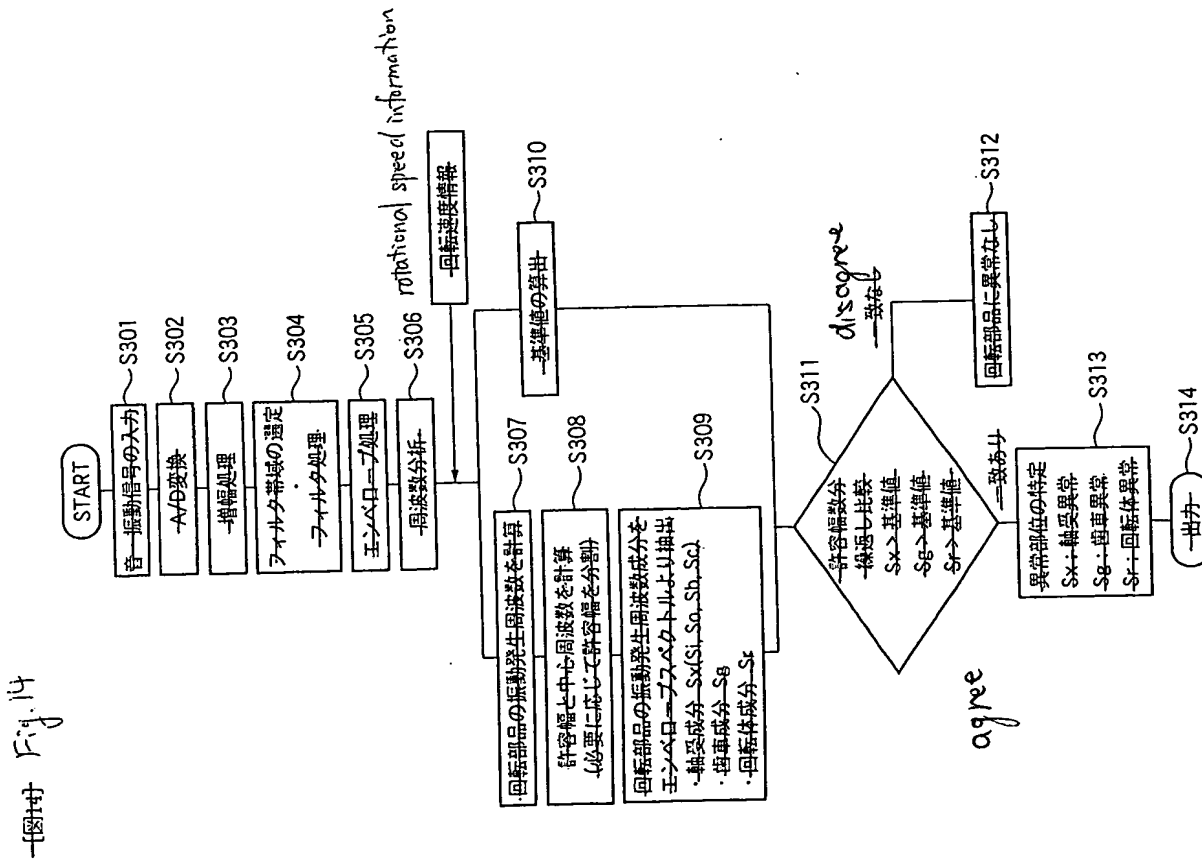 [図14] Fig. 14
START
音・振動信号の入力
S301
A/D変換
S302
増幅処理
S303
フィルタ帯域の選定
フィルタ処理
S304
エンベロープ処理
S305
周波数分析
S306
rotational speed information
回転速度情報
回転部品の振動発生周波数を計算
S307
許容幅と中心周波数を計算
(必要に応じて許容幅を分割)
S308
回転部品の振動発生周波数成分を
エンベロープスペクトルより抽出
・軸受成分 Sx(Si, So, Sb, Sc)
・歯車成分 Sg
・回転体成分 Sr
S309
基準値の算出
S310
許容幅数分
繰返し比較
Sx>基準値
Sg>基準値
Sr>基準値
S311
disagree
一致なし
回転部品に異常なし
S312
agree
一致あり
異常部位の特定
Sx:軸受異常
Sg:歯車異常
Sr:回転体異常
S313
出力
S314